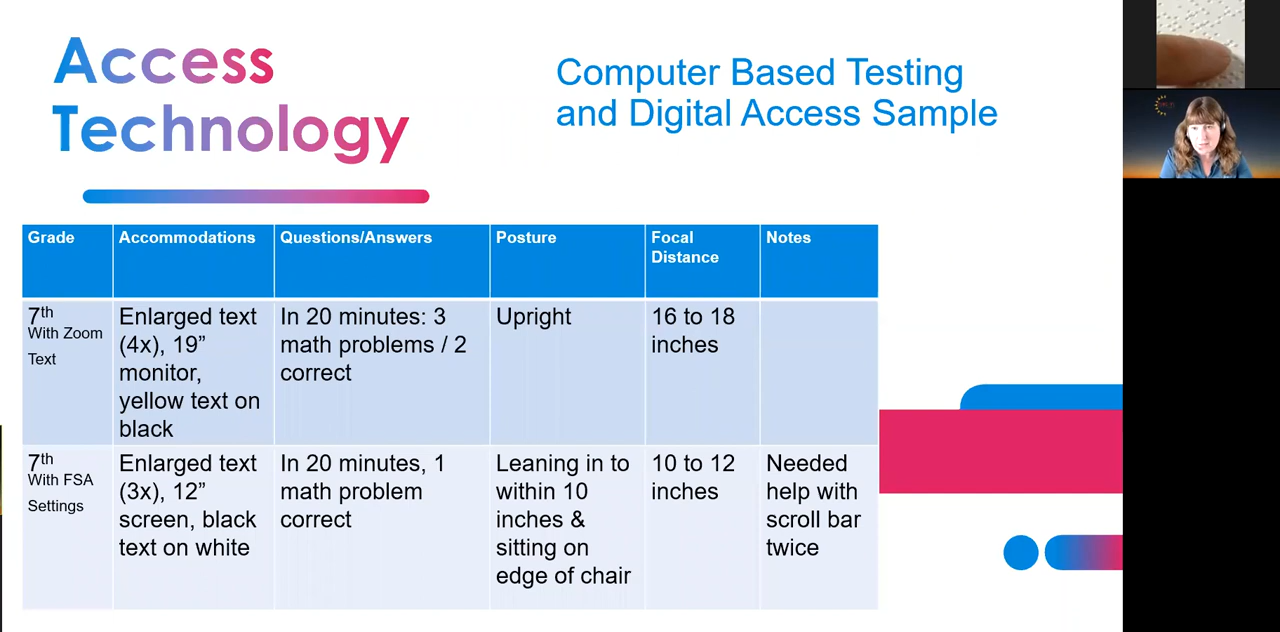 Access
Technology
Computer Based Testing
and Digital Access Sample
Grade
Accommodations
Questions/Answers
Posture
Focal
Distance
Notes
7th
With Zoom
Text
Enlarged text
(4x), 19”
monitor,
yellow text on
black
In 20 minutes: 3
math problems / 2
correct
Upright
16 to 18
inches
7th
With FSA
Settings
Enlarged text
(3x), 12”
screen, black
text on white
In 20 minutes, 1
math problem
correct
Leaning in to
within 10
inches &
sitting on
edge of chair
10 to 12
inches
Needed
help with
scroll bar
twice